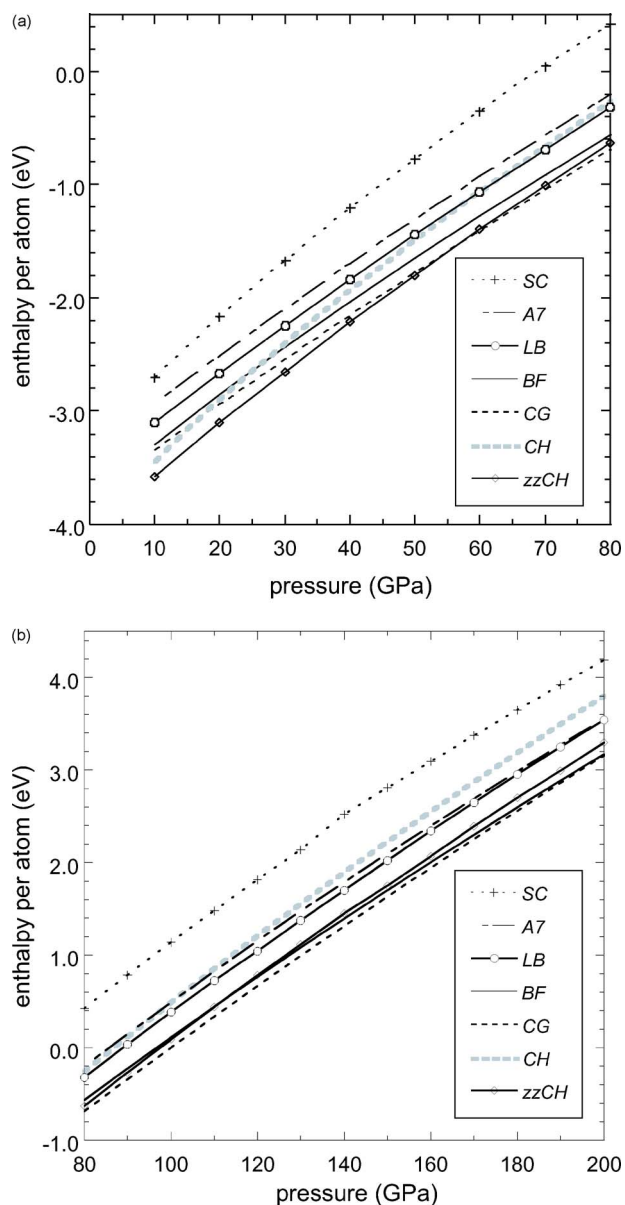 (a)
0.0
-1.0
-2.0
-3.0
-4.0
enthalpy per atom (eV)
SC
A7
LB
BF
CG
CH
zzCH
0 10 20 30 40 50 60 70 80
pressure (GPa)
(b)
4.0
3.0
2.0
1.0
0.0
-1.0
enthalpy per atom (eV)
SC
A7
LB
BF
CG
CH
zzCH
80 100 120 140 160 180 200
pressure (GPa)